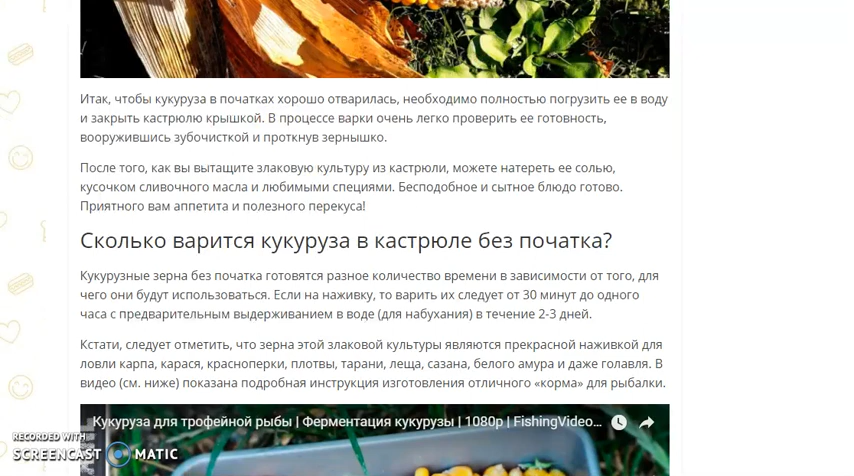 Итак, чтобы кукуруза в початках хорошо отварилась, необходимо полностью погрузить ее в воду
и закрыть кастрюлю крышкой. В процессе варки очень легко проверить ее готовность,
вооружившись зубочисткой и проткнув зернышко.
После того, как вы вытащите злаковую культуру из кастрюли, можете натереть ее солью,
кусочком сливочного масла и любимыми специями. Бесподобное и сытное блюдо готово.
Приятного вам аппетита и полезного перекуса!
Сколько варится кукуруза в кастрюле без початка?
Кукурузные зерна без початка готовятся разное количество времени в зависимости от того, для
чего они будут использоваться. Если на наживку, то варить их следует от 30 минут до одного
часа с предварительным выдерживанием в воде (для набухания) в течение 2-3 дней.
Кстати, следует отметить, что зерна этой злаковой культуры являются прекрасной наживкой для
ловли карпа, карася, красноперки, плотвы, тарани, леща, сазана, белого амура и даже голавля. В
видео (см. ниже) показана подробная инструкция изготовления отличного «корма» для рыбалки.
Кукуруза для трофейной рыбы | Ферментация кукурузы | 1080p | FishingVideo...
RECORDED WITH
SCREENCAST MATIC